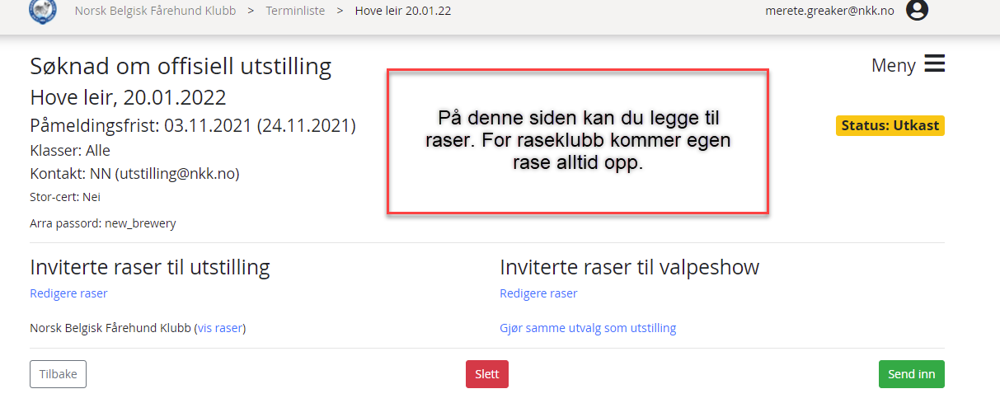 Norsk Belgisk Fårehund Klubb > Terminliste > Hove leir 20.01.22
merete.greaker@nkk.no
Søknad om offisiell utstilling
Meny
Hove leir, 20.01.2022
Påmeldingsfrist: 03.11.2021 (24.11.2021)
Status: Utkast
Klasser: Alle
Kontakt: NN (utstilling@nkk.no)
Stor-cert: Nei
Arra passord: new_brewery
På denne siden kan du legge til
raser. For raseklubb kommer egen
rase alltid opp.
Inviterte raser til utstilling
Redigere raser
Norsk Belgisk Fårehund Klubb (vis raser)
Inviterte raser til valpeshow
Redigere raser
Gjør samme utvalg som utstilling
Tilbake
Slett
Send inn